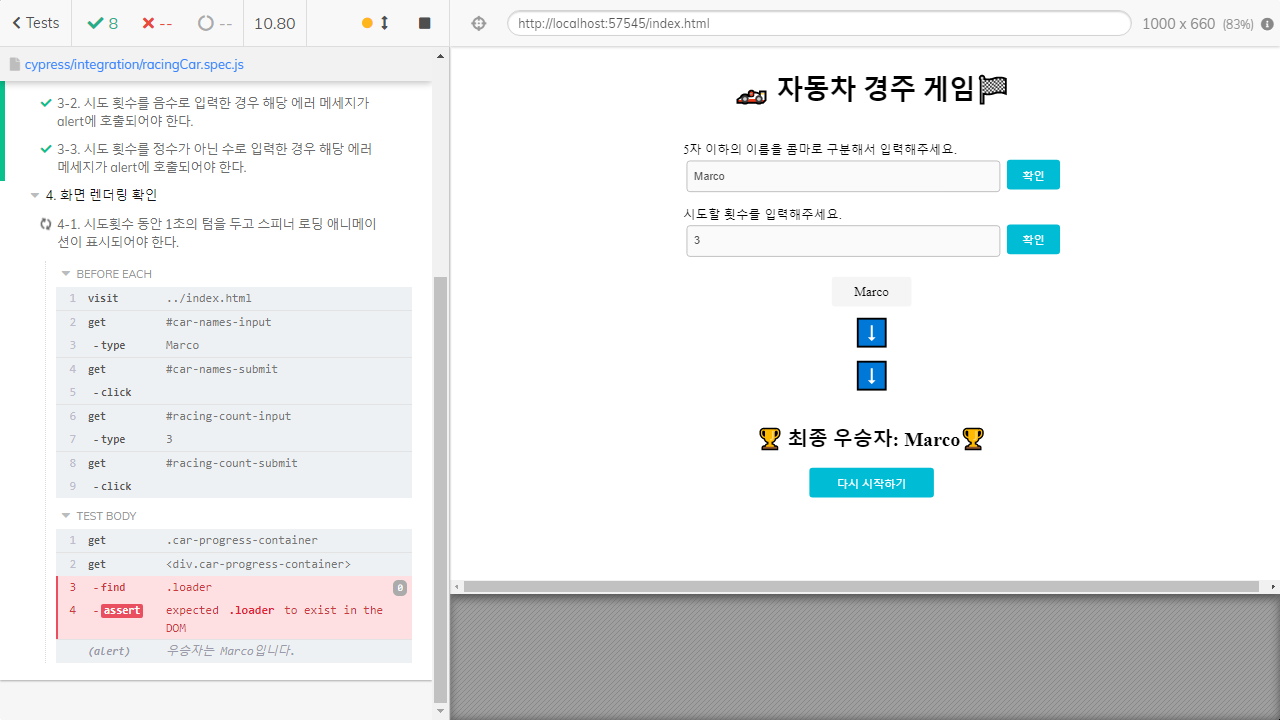 Tests
8
--
--
10.80
http://localhost:57545/index.html
1000 x 660 (83%)
cypress/integration/racingCar.spec.js
3-2. 시도 횟수를 음수로 입력한 경우 해당 에러 메세지가
alert에 호출되어야 한다.
3-3. 시도 횟수를 정수가 아닌 수로 입력한 경우 해당 에러
메세지가 alert에 호출되어야 한다.
4. 화면 렌더링 확인
4-1. 시도횟수 동안 1초의 텀을 두고 스피너 로딩 애니메이
션이 표시되어야 한다.
BEFORE EACH
1 visit ../index.html
2 get #car-names-input
3 -type Marco
4 get #car-names-submit
5 -click
6 get #racing-count-input
7 -type 3
8 get #racing-count-submit
9 -click
TEST BODY
1 get .car-progress-container
2 get <div.car-progress-container>
3 -find .loader 0
4 -assert expected .loader to exist in the
DOM
(alert) 우승자는 Marco입니다.
🏎️ 자동차 경주 게임🏁
5자 이하의 이름을 콤마로 구분해서 입력해주세요.
Marco
확인
시도할 횟수를 입력해주세요.
3
확인
Marco
⬇️
⬇️
🏆 최종 우승자: Marco🏆
다시 시작하기